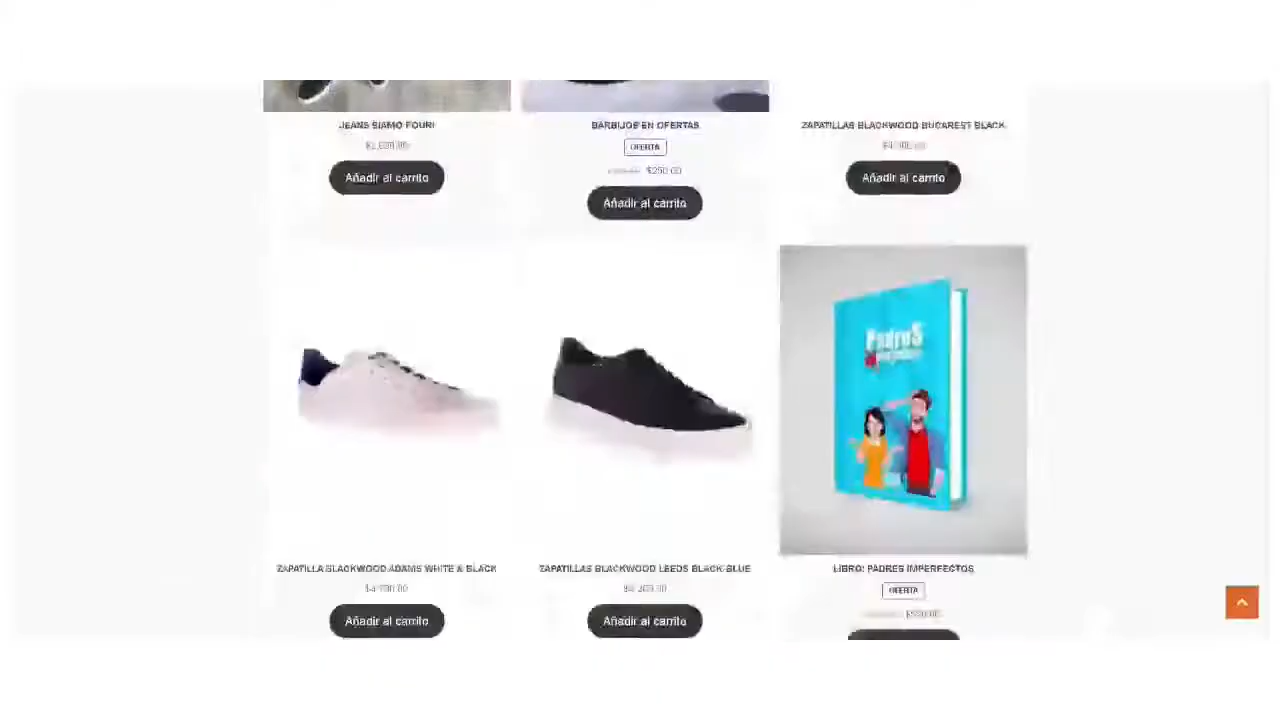 JEANS SIAMO FOURI
BARBIJOS EN OFERTAS
ZAPATILLAS BLACKWOOD BUCAREST BLACK
OFERTA
$250.00
Añadir al carrito
Añadir al carrito
Añadir al carrito
Padres
ZAPATILLA BLACKWOOD ADAMS WHITE & BLACK
ZAPATILLAS BLACKWOOD LEEDS BLACK-BLUE
LIBRO: PADRES IMPERFECTOS
OFERTA
Añadir al carrito
Añadir al carrito